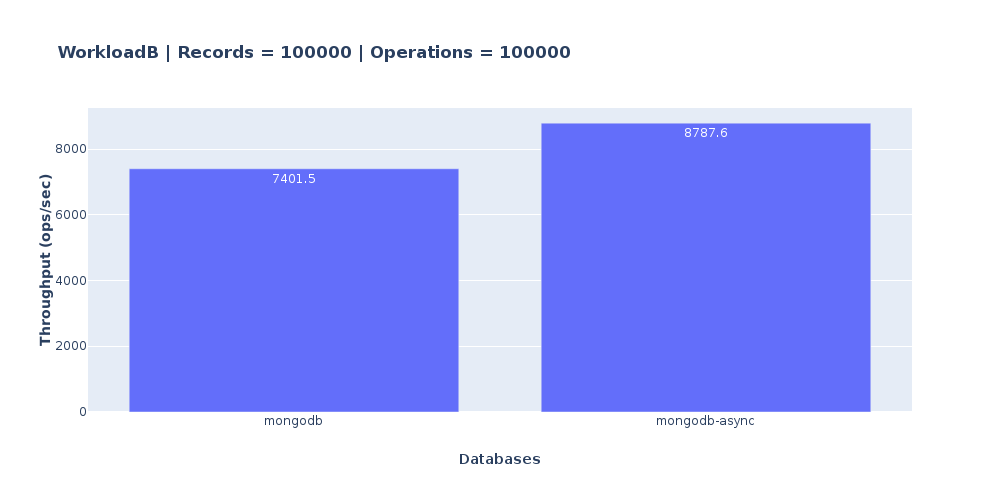 WorkloadB | Records = 100000 | Operations = 100000
Throughput (ops/sec)
8000
6000
4000
2000
0
7401.5
8787.6
mongodb
mongodb-async
Databases